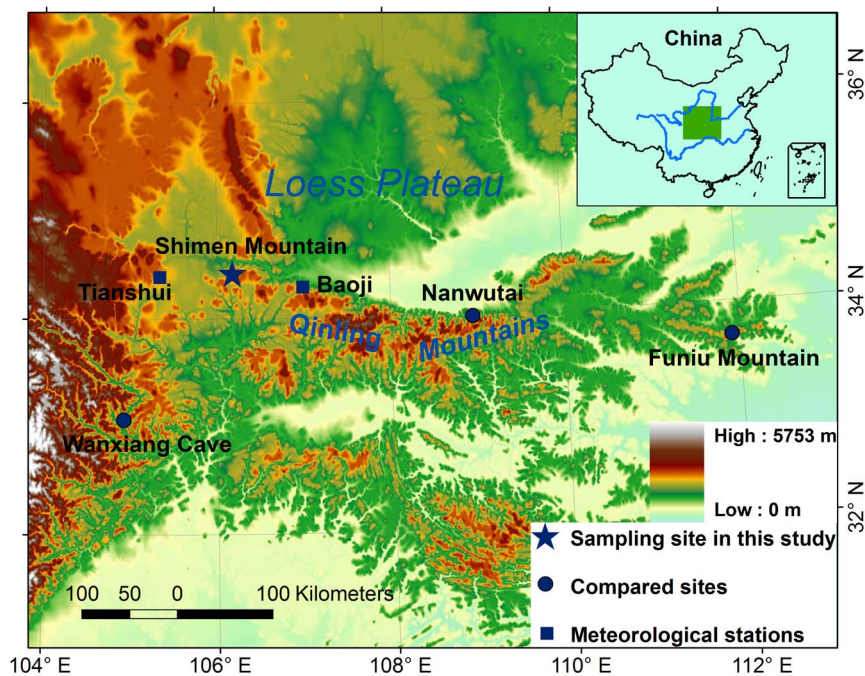 China
36° N
Loess Plateau
Shimen Mountain
Tianshui
Baoji
Nanwutai
34° N
Qinling Mountains
Funiu Mountain
Wanxiang Cave
High : 5753 m
Low : 0 m
32° N
Sampling site in this study
Compared sites
Meteorological stations
100 50 0 100 Kilometers
104° E 106° E 108° E 110° E 112° E